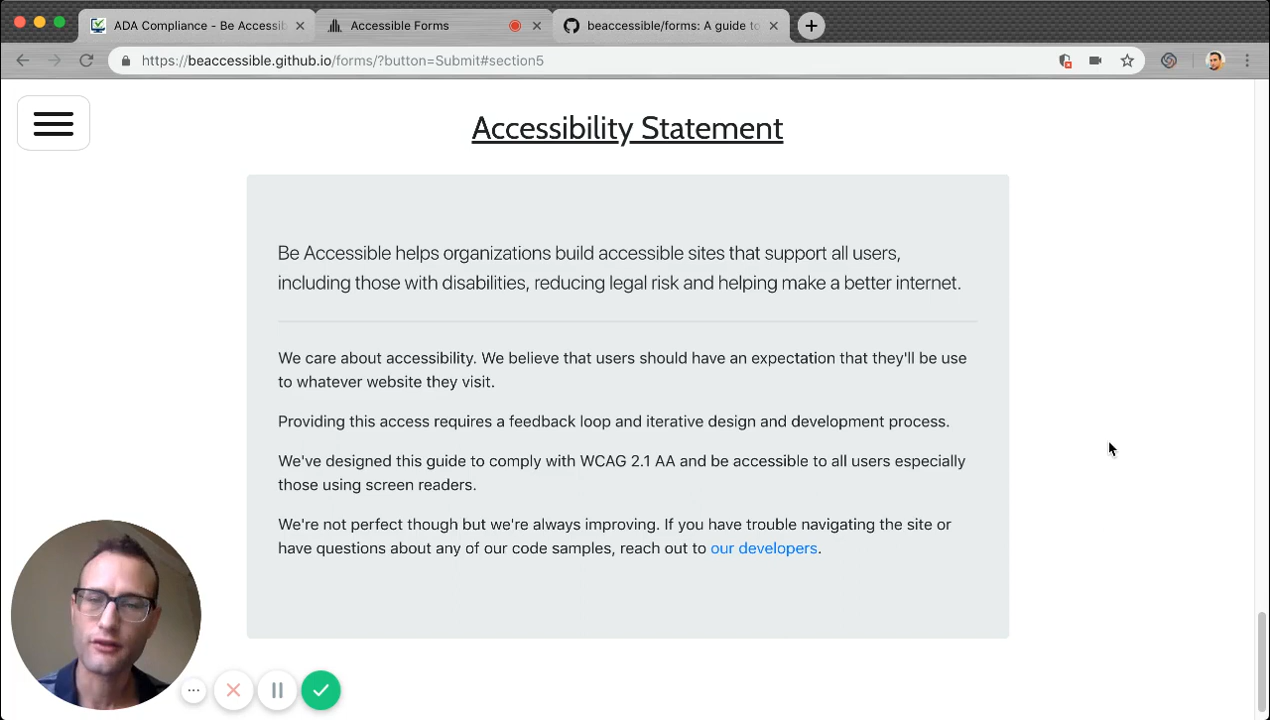 ADA Compliance - Be Accessib
Accessible Forms
beaccessible/forms: A guide to
https://beaccessible.github.io/forms/?button=Submit#section5
Accessibility Statement
Be Accessible helps organizations build accessible sites that support all users,
including those with disabilities, reducing legal risk and helping make a better internet.
We care about accessibility. We believe that users should have an expectation that they'll be use
to whatever website they visit.
Providing this access requires a feedback loop and iterative design and development process.
We've designed this guide to comply with WCAG 2.1 AA and be accessible to all users especially
those using screen readers.
We're not perfect though but we're always improving. If you have trouble navigating the site or
have questions about any of our code samples, reach out to our developers.